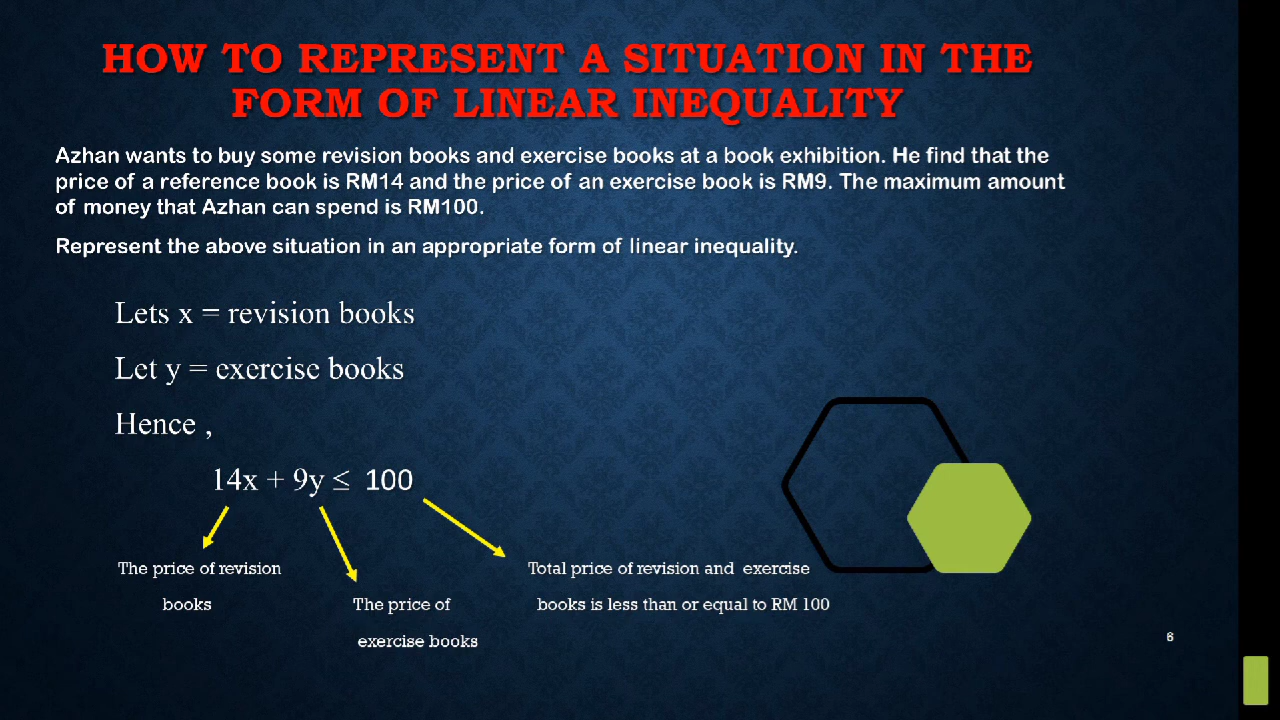 HOW TO REPRESENT A SITUATION IN THE
FORM OF LINEAR INEQUALITY
Azhan wants to buy some revision books and exercise books at a book exhibition. He find that the
price of a reference book is RM14 and the price of an exercise book is RM9. The maximum amount
of money that Azhan can spend is RM100.
Represent the above situation in an appropriate form of linear inequality.
Lets x = revision books
Let y = exercise books
Hence ,
14x + 9y ≤ 100
The price of revision
books
The price of
exercise books
Total price of revision and exercise
books is less than or equal to RM 100
6